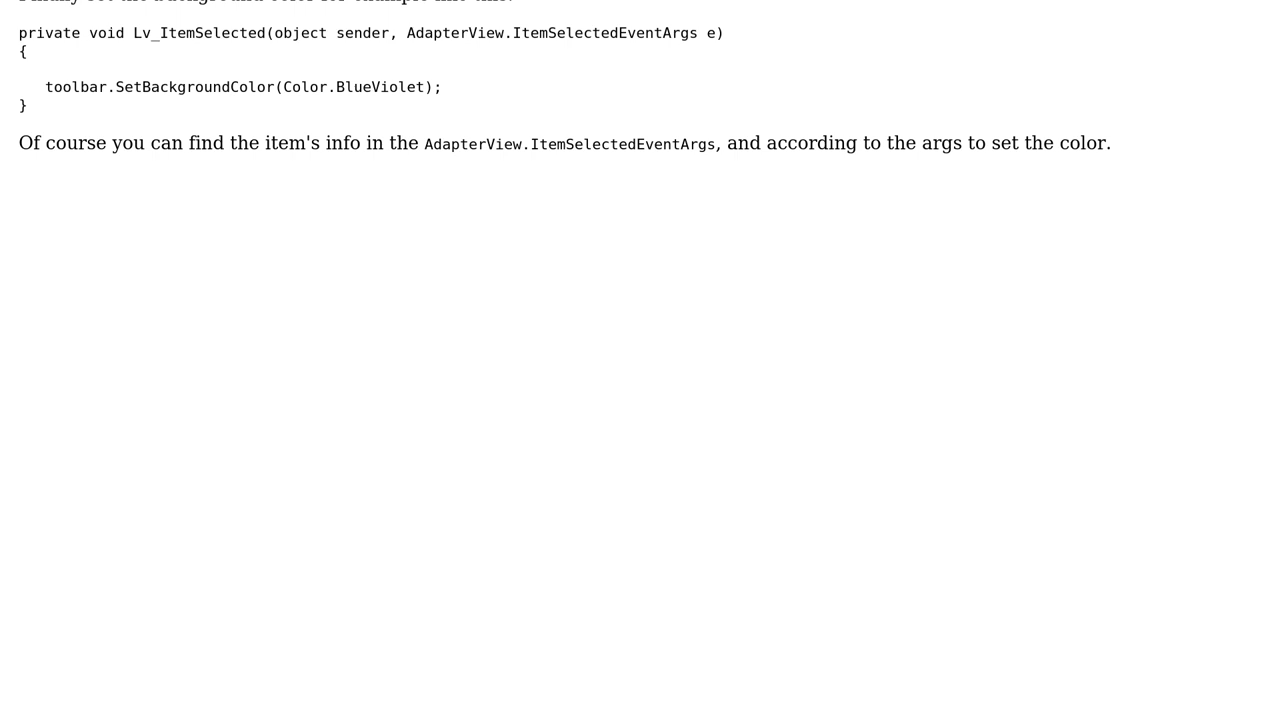 private void Lv_ItemSelected(object sender, AdapterView.ItemSelectedEventArgs e)
{
   toolbar.SetBackgroundColor(Color.BlueViolet);
}
Of course you can find the item's info in the AdapterView.ItemSelectedEventArgs, and according to the args to set the color.